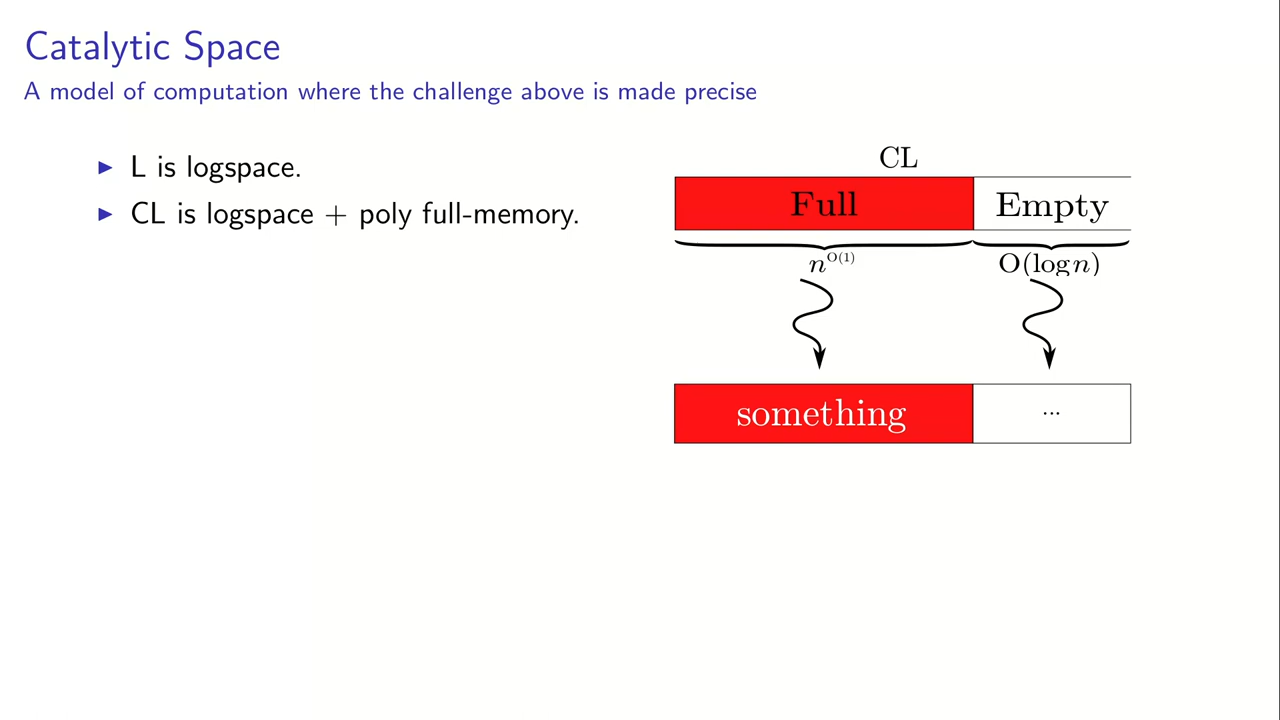 Catalytic Space
A model of computation where the challenge above is made precise
▶ L is logspace.
▶ CL is logspace + poly full-memory.
CL
Full Empty
n^{O(1)} O(log n)
something ...